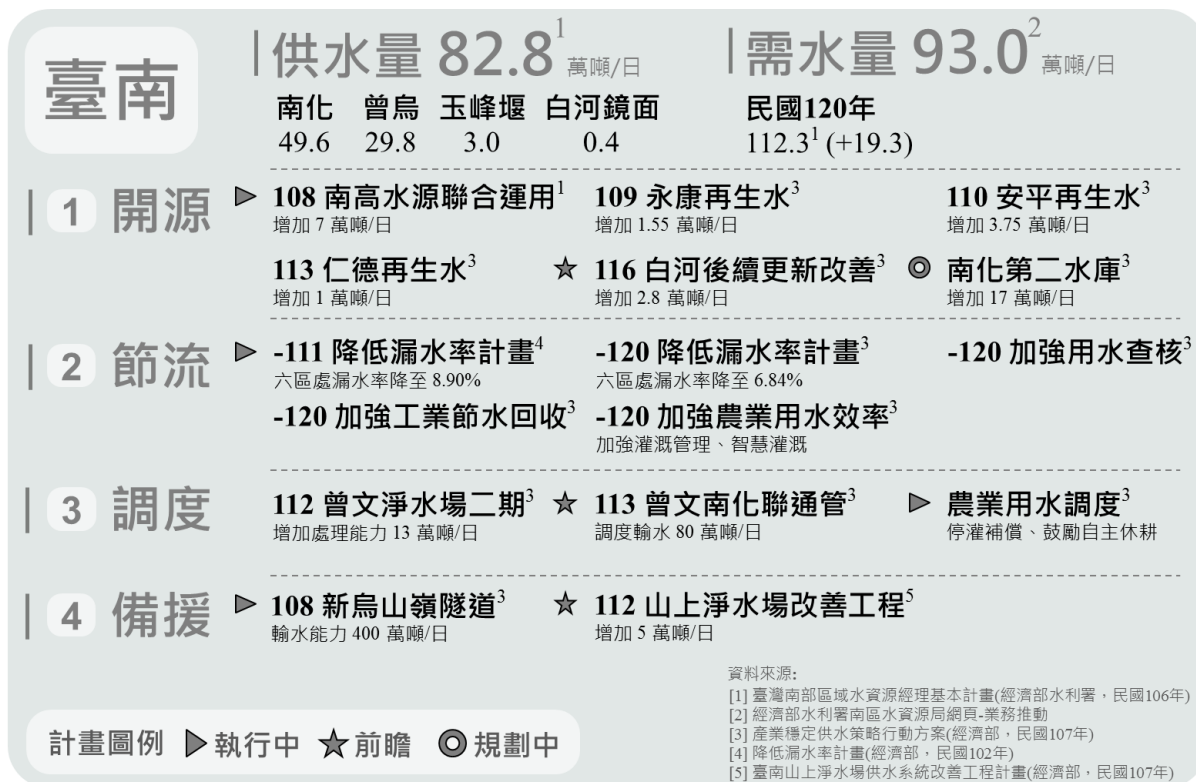 臺南
供水量 82.8¹ 萬噸/日
南化 曾烏 玉峰堰 白河鏡面
49.6 29.8 3.0 0.4
需水量 93.0² 萬噸/日
民國120年
112.3¹ (+19.3)
1 開源
108 南高水源聯合運用¹
增加 7 萬噸/日
109 永康再生水³
增加 1.55 萬噸/日
110 安平再生水³
增加 3.75 萬噸/日
113 仁德再生水³
增加 1 萬噸/日
116 白河後續更新改善³
增加 2.8 萬噸/日
南化第二水庫³
增加 17 萬噸/日
2 節流
-111 降低漏水率計畫⁴
六區處漏水率降至 8.90%
-120 降低漏水率計畫³
六區處漏水率降至 6.84%
-120 加強用水查核³
-120 加強工業節水回收³
-120 加強農業用水效率³
加強灌溉管理、智慧灌溉
3 調度
112 曾文淨水場二期³
增加處理能力 13 萬噸/日
113 曾文南化聯通管³
調度輸水 80 萬噸/日
農業用水調度³
停灌補償、鼓勵自主休耕
4 備援
108 新烏山嶺隧道³
輸水能力 400 萬噸/日
112 山上淨水場改善工程⁵
增加 5 萬噸/日
計畫圖例 執行中 前瞻 規劃中
資料來源:
[1] 臺灣南部區域水資源經理基本計畫(經濟部水利署，民國106年)
[2] 經濟部水利署南區水資源局網頁-業務推動
[3] 產業穩定供水策略行動方案(經濟部，民國107年)
[4] 降低漏水率計畫(經濟部，民國102年)
[5] 臺南山上淨水場供水系統改善工程計畫(經濟部，民國107年)